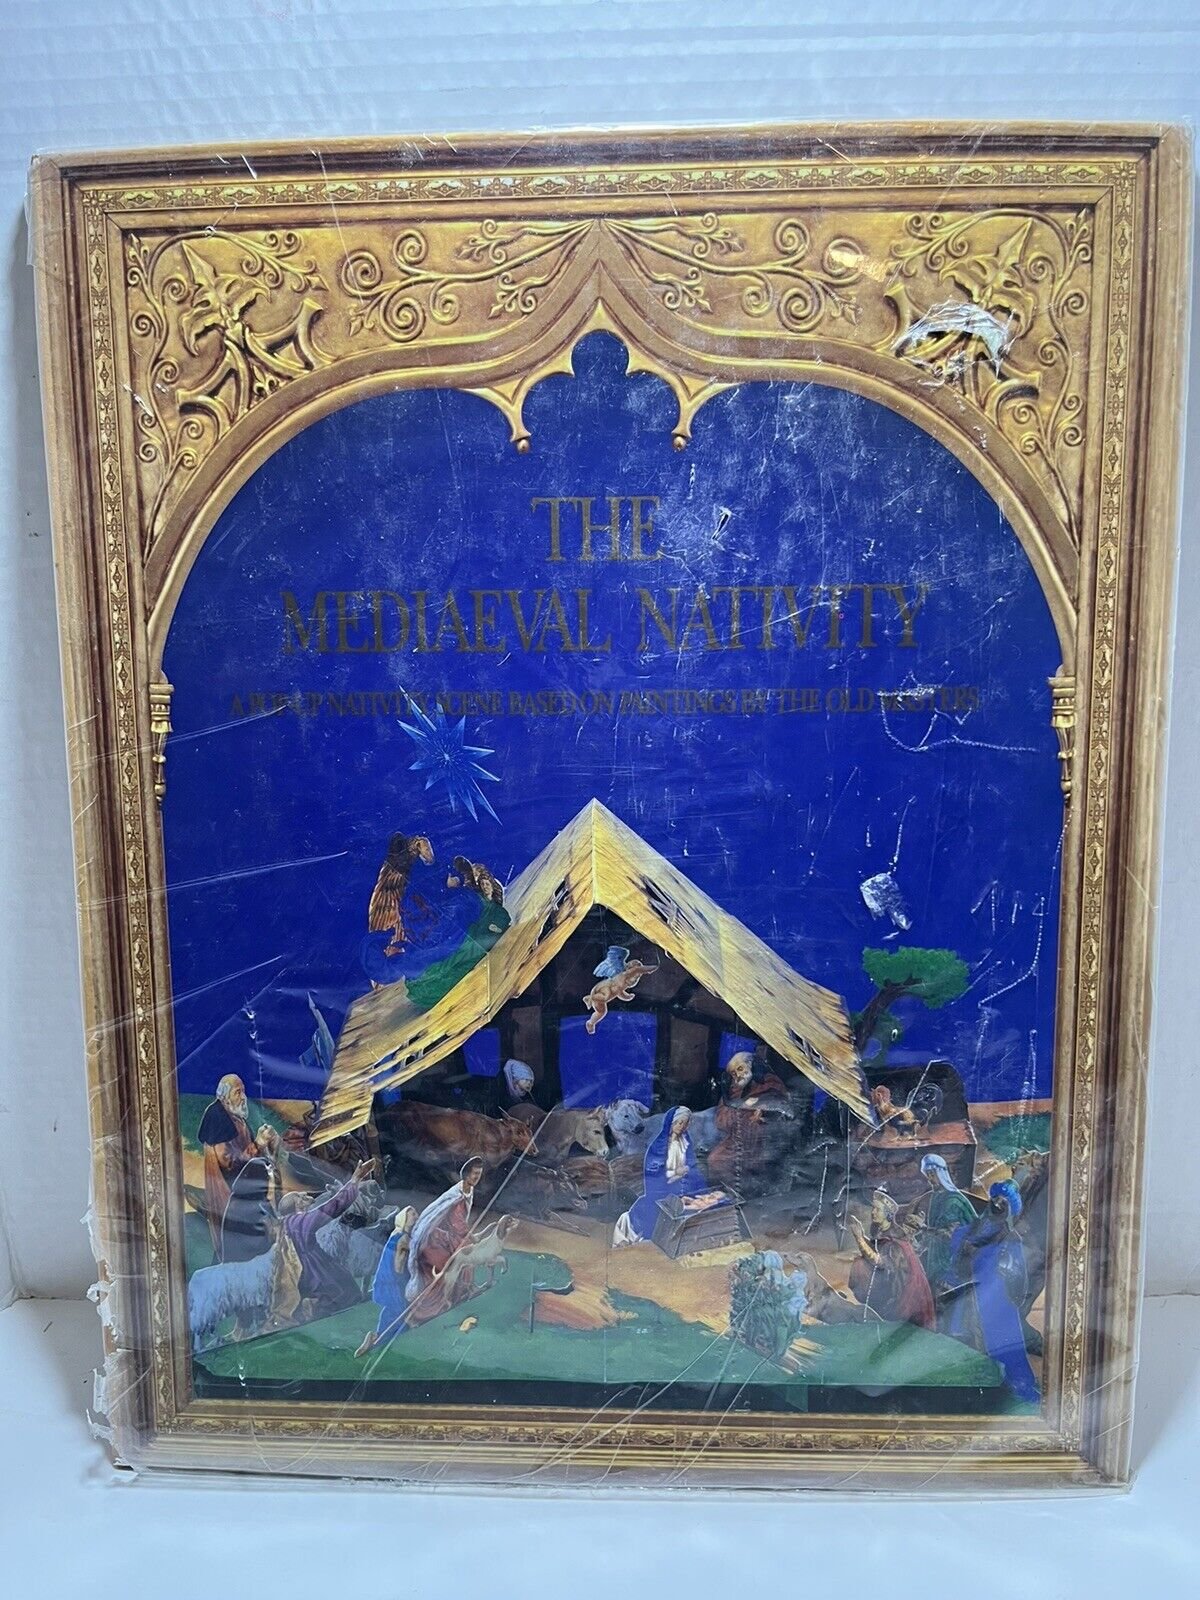 THE
MEDIAEVAL NATIVITY
A POP-UP NATIVITY SCENE BASED ON PAINTINGS BY THE OLD MASTERS